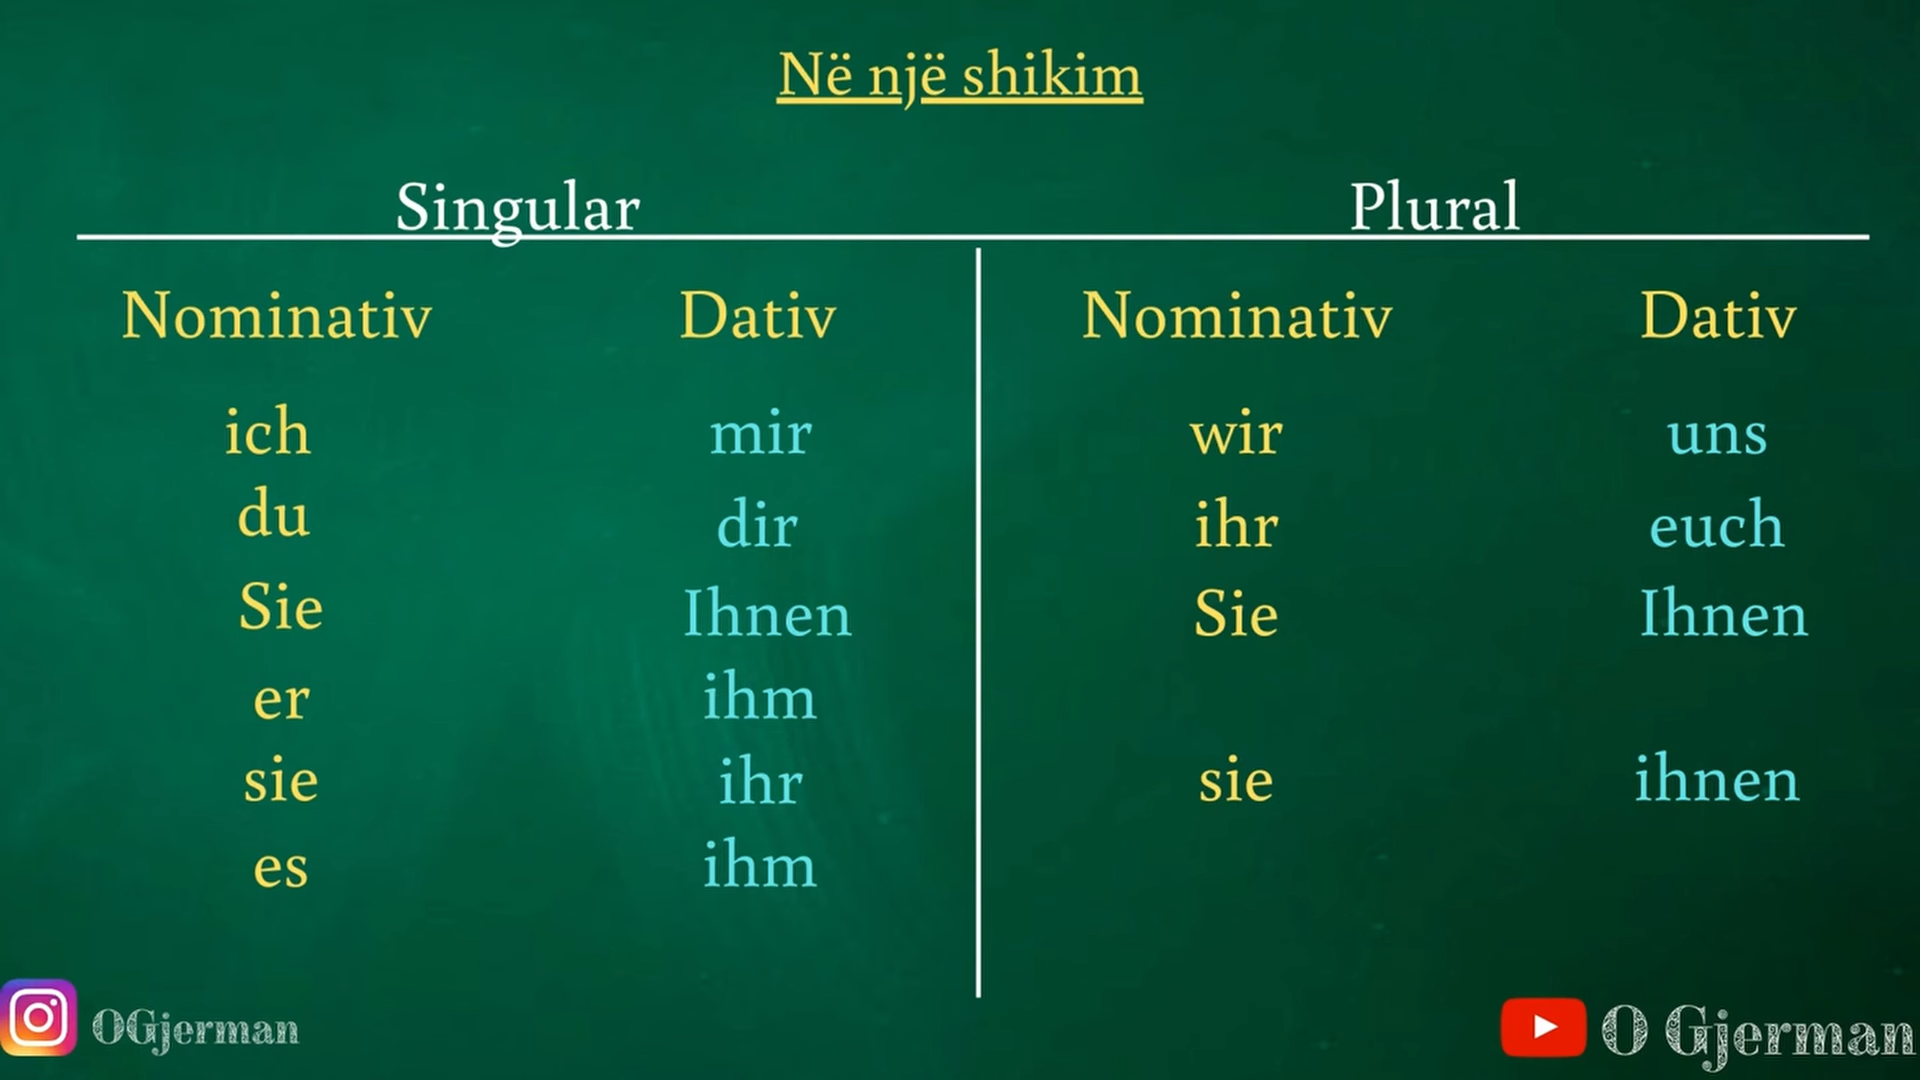 Në një shikim
Singular Plural
Nominativ Dativ Nominativ Dativ
ich mir wir uns
du dir ihr euch
Sie Ihnen Sie Ihnen
er ihm
sie ihr sie ihnen
es ihm
OGjerman O Gjerman